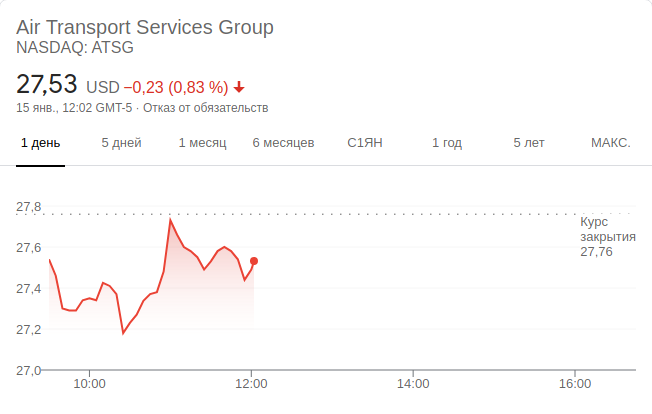 Air Transport Services Group
NASDAQ: ATSG
27,53 USD −0,23 (0,83 %)
15 янв., 12:02 GMT-5 · Отказ от обязательств
1 день 5 дней 1 месяц 6 месяцев С1ЯН 1 год 5 лет МАКС.
27,8
Курс
закрытия
27,76
27,6
27,4
27,2
27,0
10:00 12:00 14:00 16:00